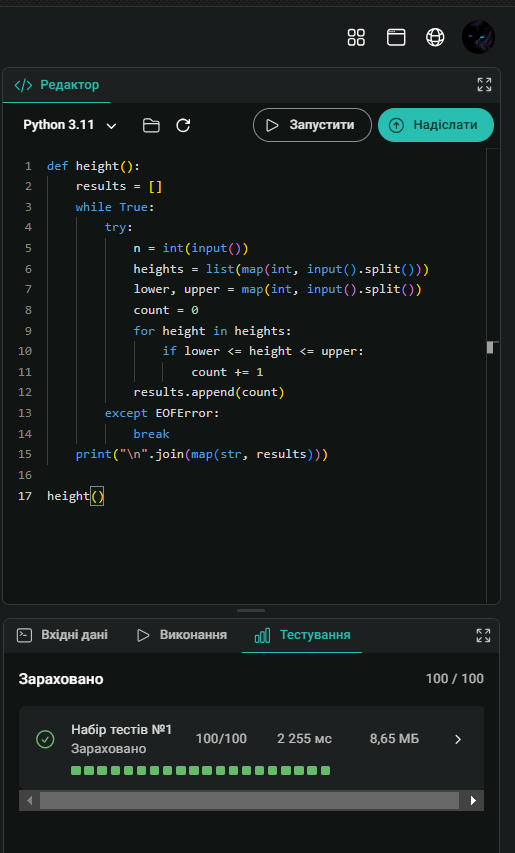 </> Редактор
Python 3.11
Запустити
Надіслати
1 def height():
2     results = []
3     while True:
4         try:
5             n = int(input())
6             heights = list(map(int, input().split()))
7             lower, upper = map(int, input().split())
8             count = 0
9             for height in heights:
10                 if lower <= height <= upper:
11                     count += 1
12             results.append(count)
13         except EOFError:
14             break
15     print("\n".join(map(str, results)))
16
17 height()
Вхідні дані
Виконання
Тестування
Зараховано 100 / 100
Набір тестів №1
Зараховано
100/100 2 255 мс 8,65 МБ